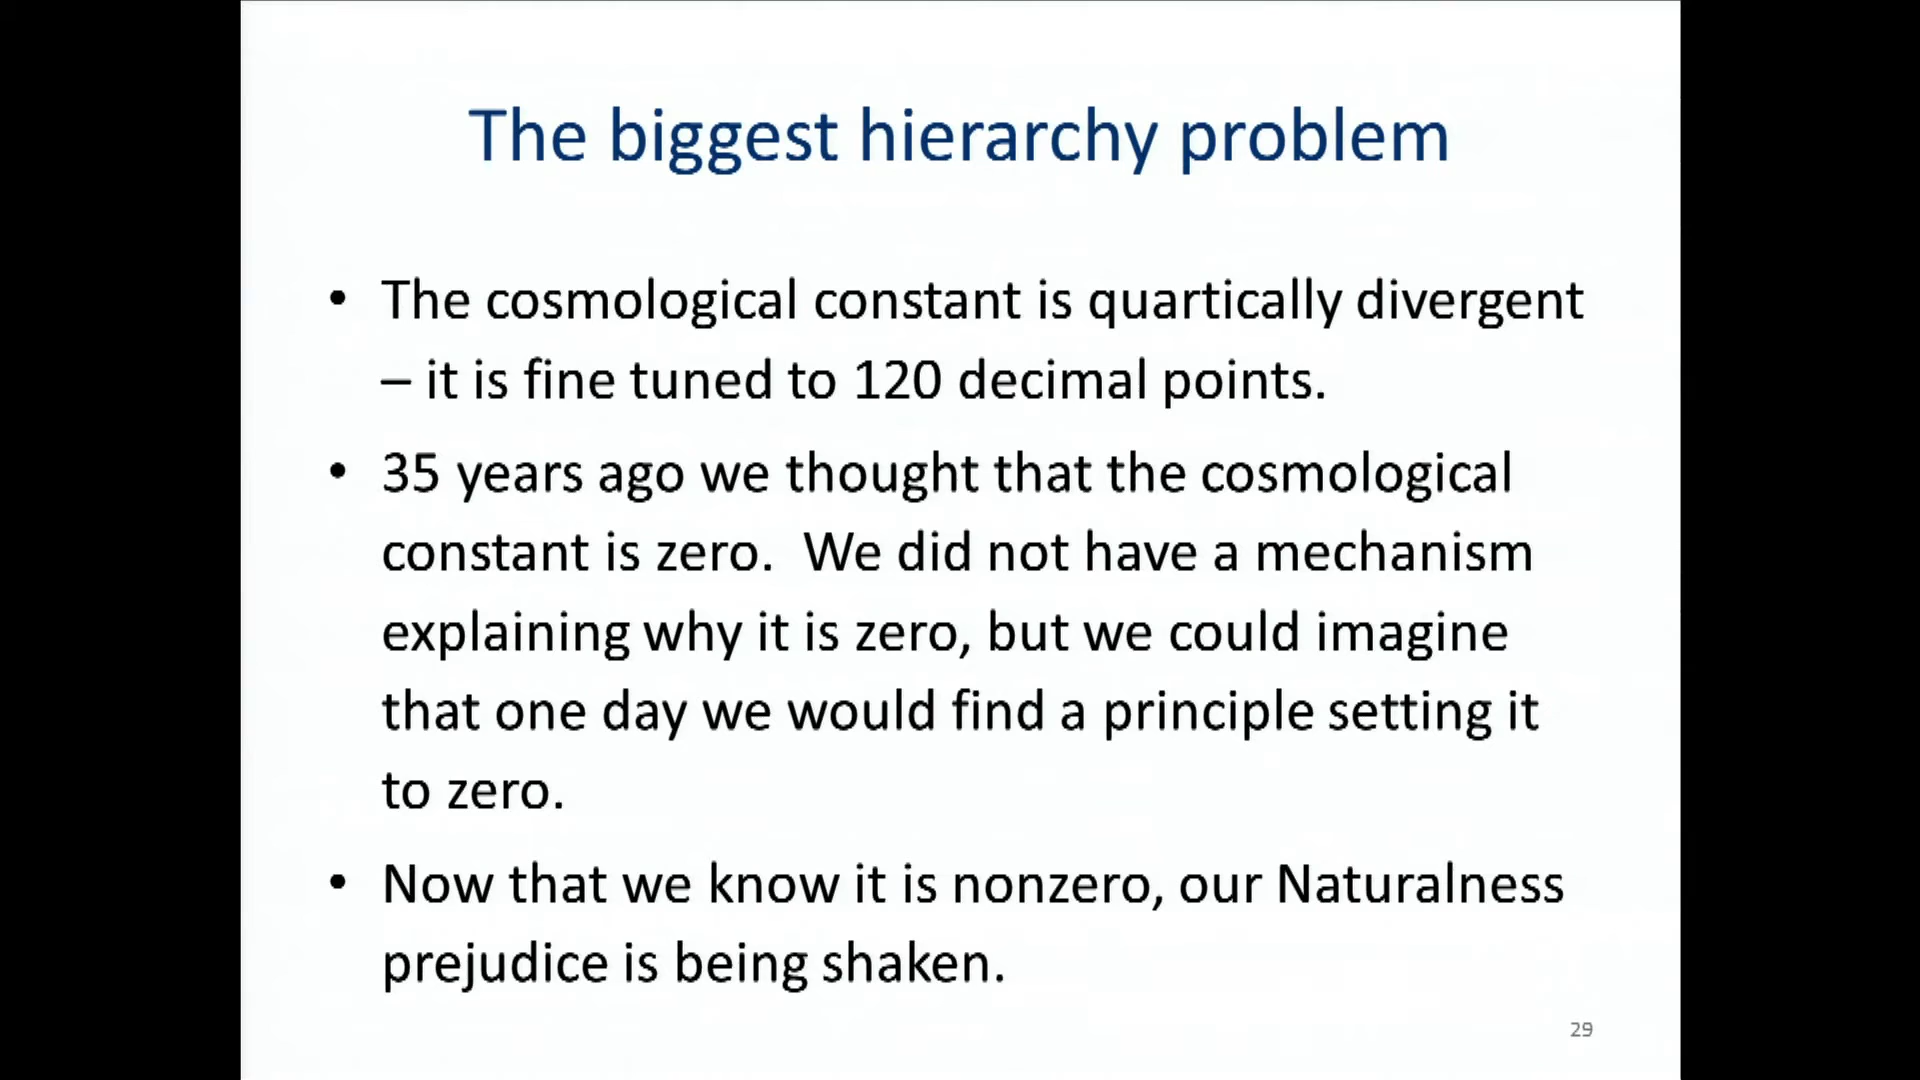 The biggest hierarchy problem
• The cosmological constant is quartically divergent
– it is fine tuned to 120 decimal points.
• 35 years ago we thought that the cosmological
constant is zero.  We did not have a mechanism
explaining why it is zero, but we could imagine
that one day we would find a principle setting it
to zero.
• Now that we know it is nonzero, our Naturalness
prejudice is being shaken.
29